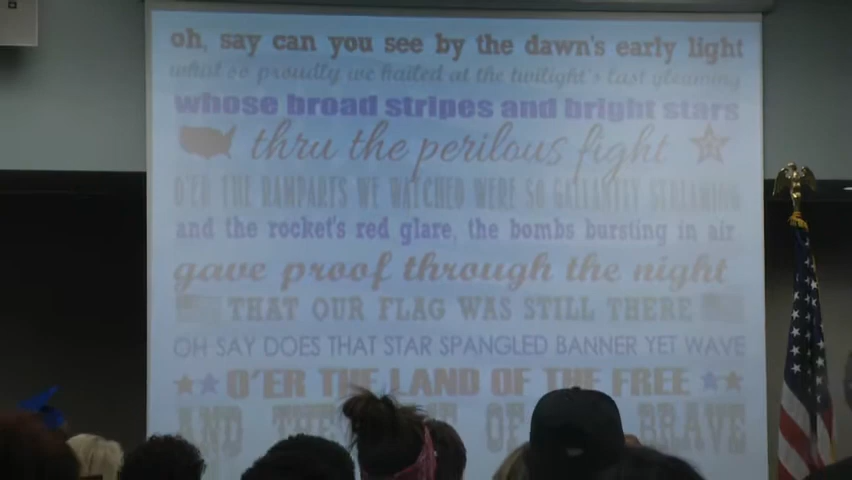 oh, say can you see by the dawn's early light
what so proudly we hailed at the twilight's last gleaming
whose broad stripes and bright stars
thru the perilous fight
O'ER THE RAMPARTS WE WATCHED WERE SO GALLANTLY STREAMING
and the rocket's red glare, the bombs bursting in air
gave proof through the night
THAT OUR FLAG WAS STILL THERE
OH SAY DOES THAT STAR SPANGLED BANNER YET WAVE
O'ER THE LAND OF THE FREE
AND THE OF BRAVE